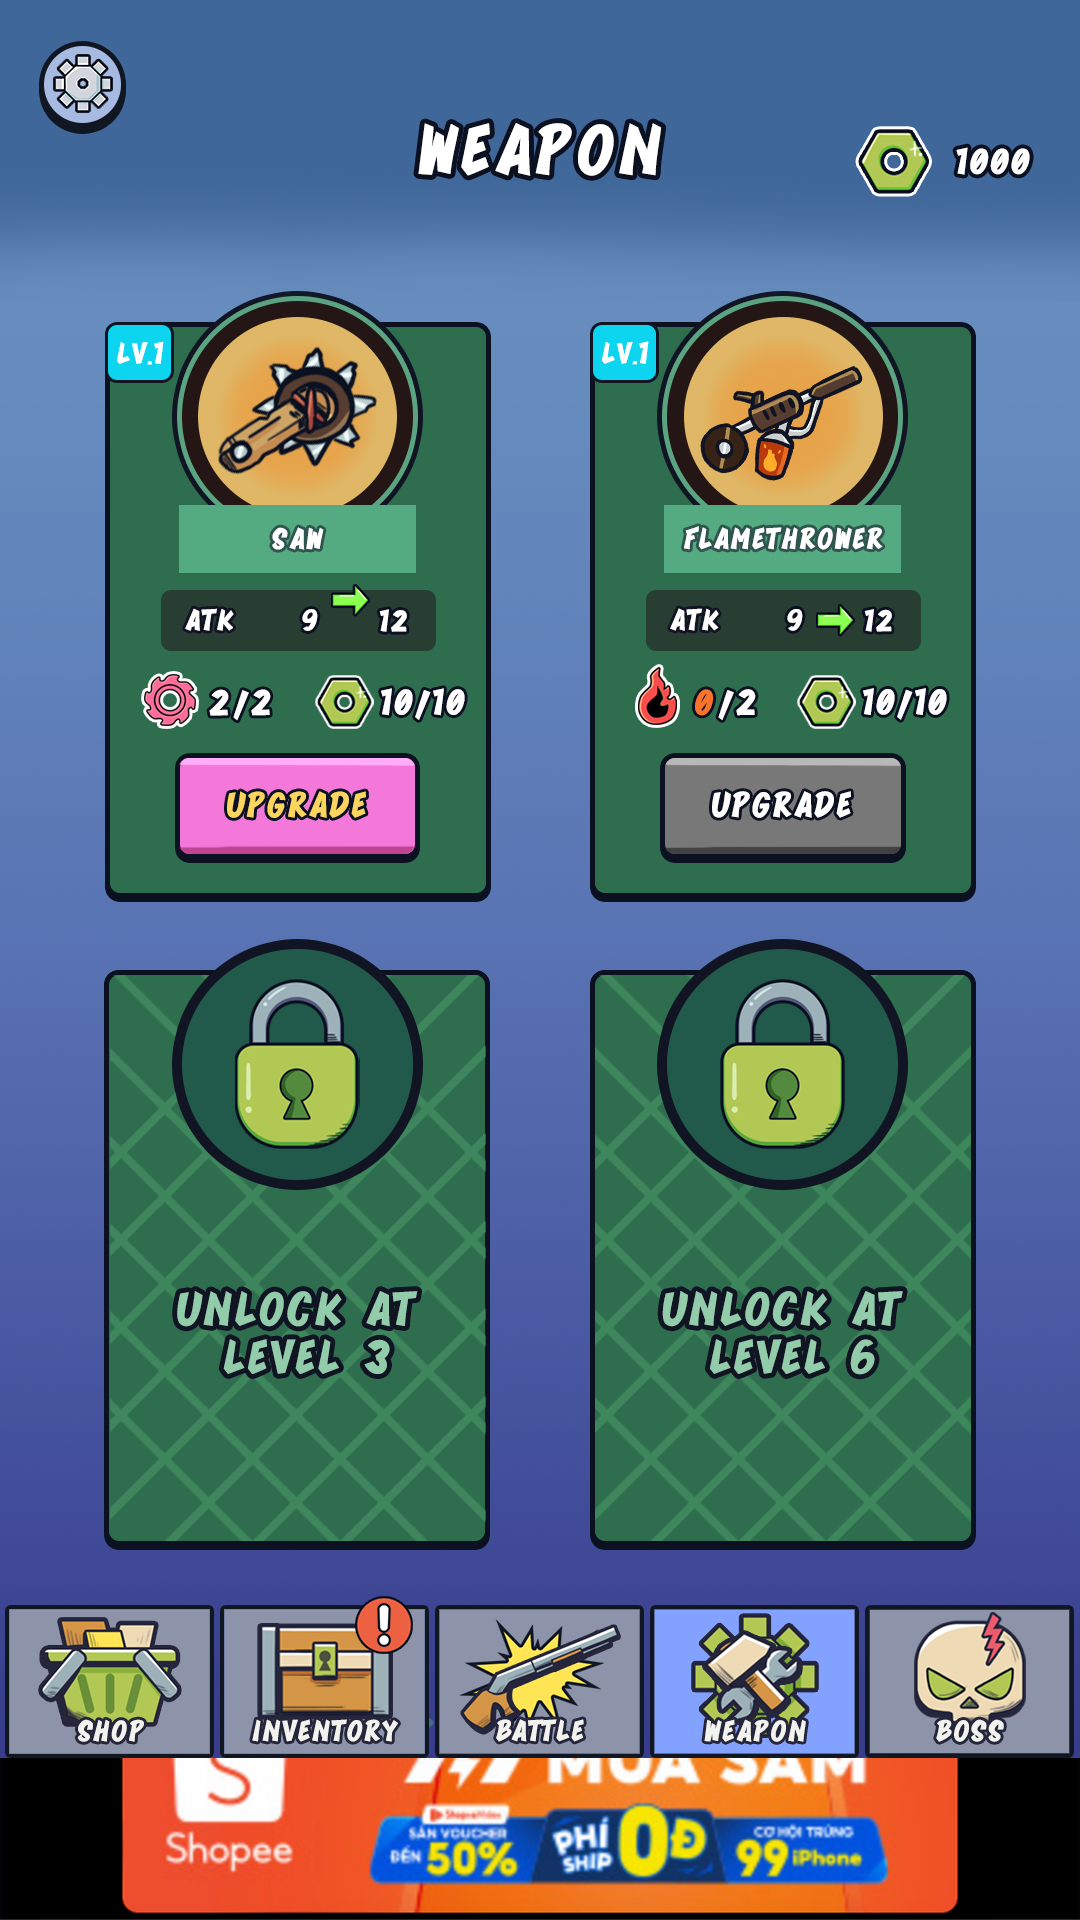 WEAPON
1000
LV.1
LV.1
SAW
FLAMETHROWER
ATK 9 12
ATK 9 12
2/2 10/10
0/2 10/10
UPGRADE
UPGRADE
UNLOCK AT
LEVEL 3
UNLOCK AT
LEVEL 6
!
SHOP
INVENTORY
BATTLE
WEAPON
BOSS
S
Shopee
MUA SẮM
ShopeeVideo
SĂN VOUCHER
ĐẾN 50%
PHÍ
SHIP 0Đ
CƠ HỘI TRÚNG
99 iPhone